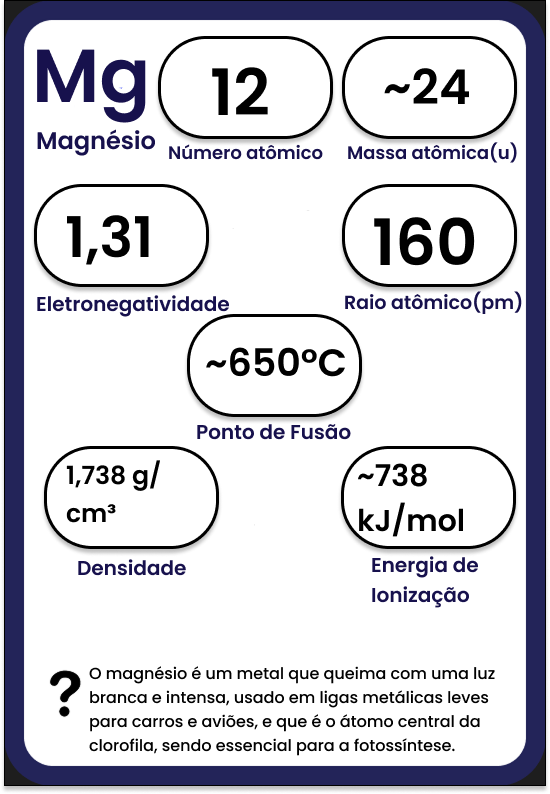 Mg
Magnésio
12
Número atômico
~24
Massa atômica(u)
1,31
Eletronegatividade
160
Raio atômico(pm)
~650°C
Ponto de Fusão
1,738 g/
cm³
Densidade
~738
kJ/mol
Energia de
Ionização
?
O magnésio é um metal que queima com uma luz
branca e intensa, usado em ligas metálicas leves
para carros e aviões, e que é o átomo central da
clorofila, sendo essencial para a fotossíntese.